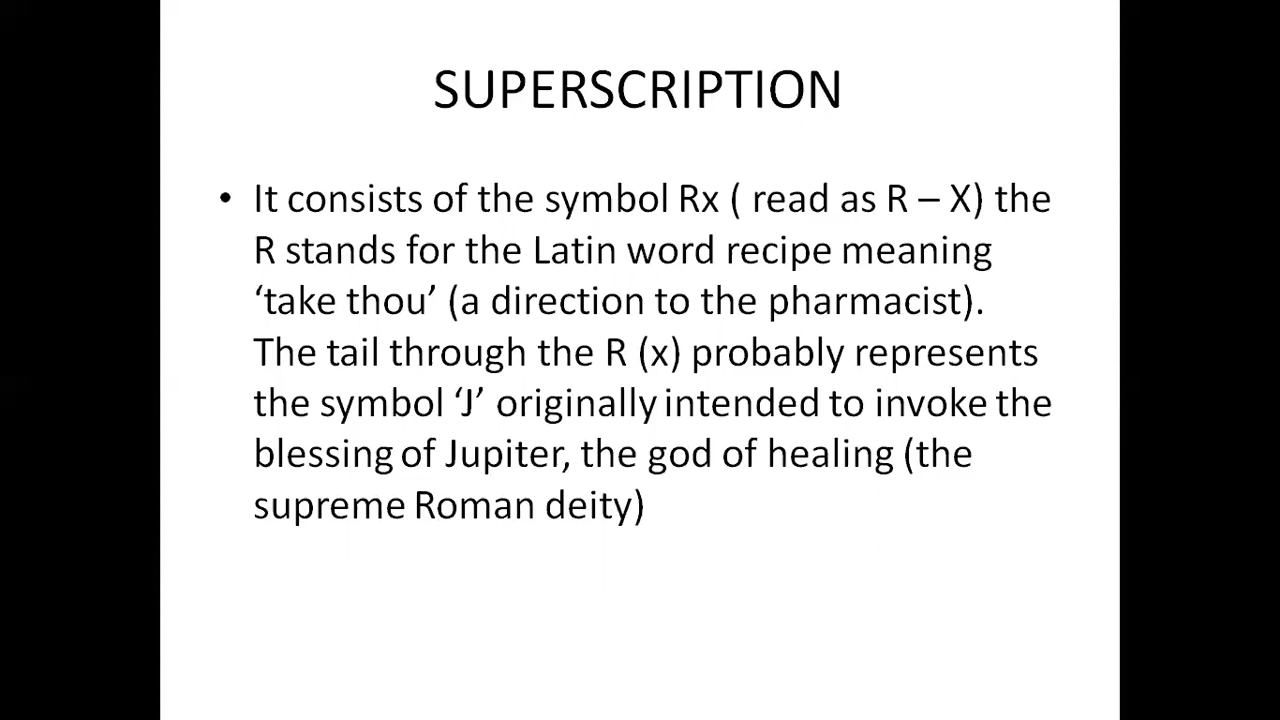 SUPERSCRIPTION
• It consists of the symbol Rx ( read as R – X) the
R stands for the Latin word recipe meaning
‘take thou’ (a direction to the pharmacist).
The tail through the R (x) probably represents
the symbol ‘J’ originally intended to invoke the
blessing of Jupiter, the god of healing (the
supreme Roman deity)